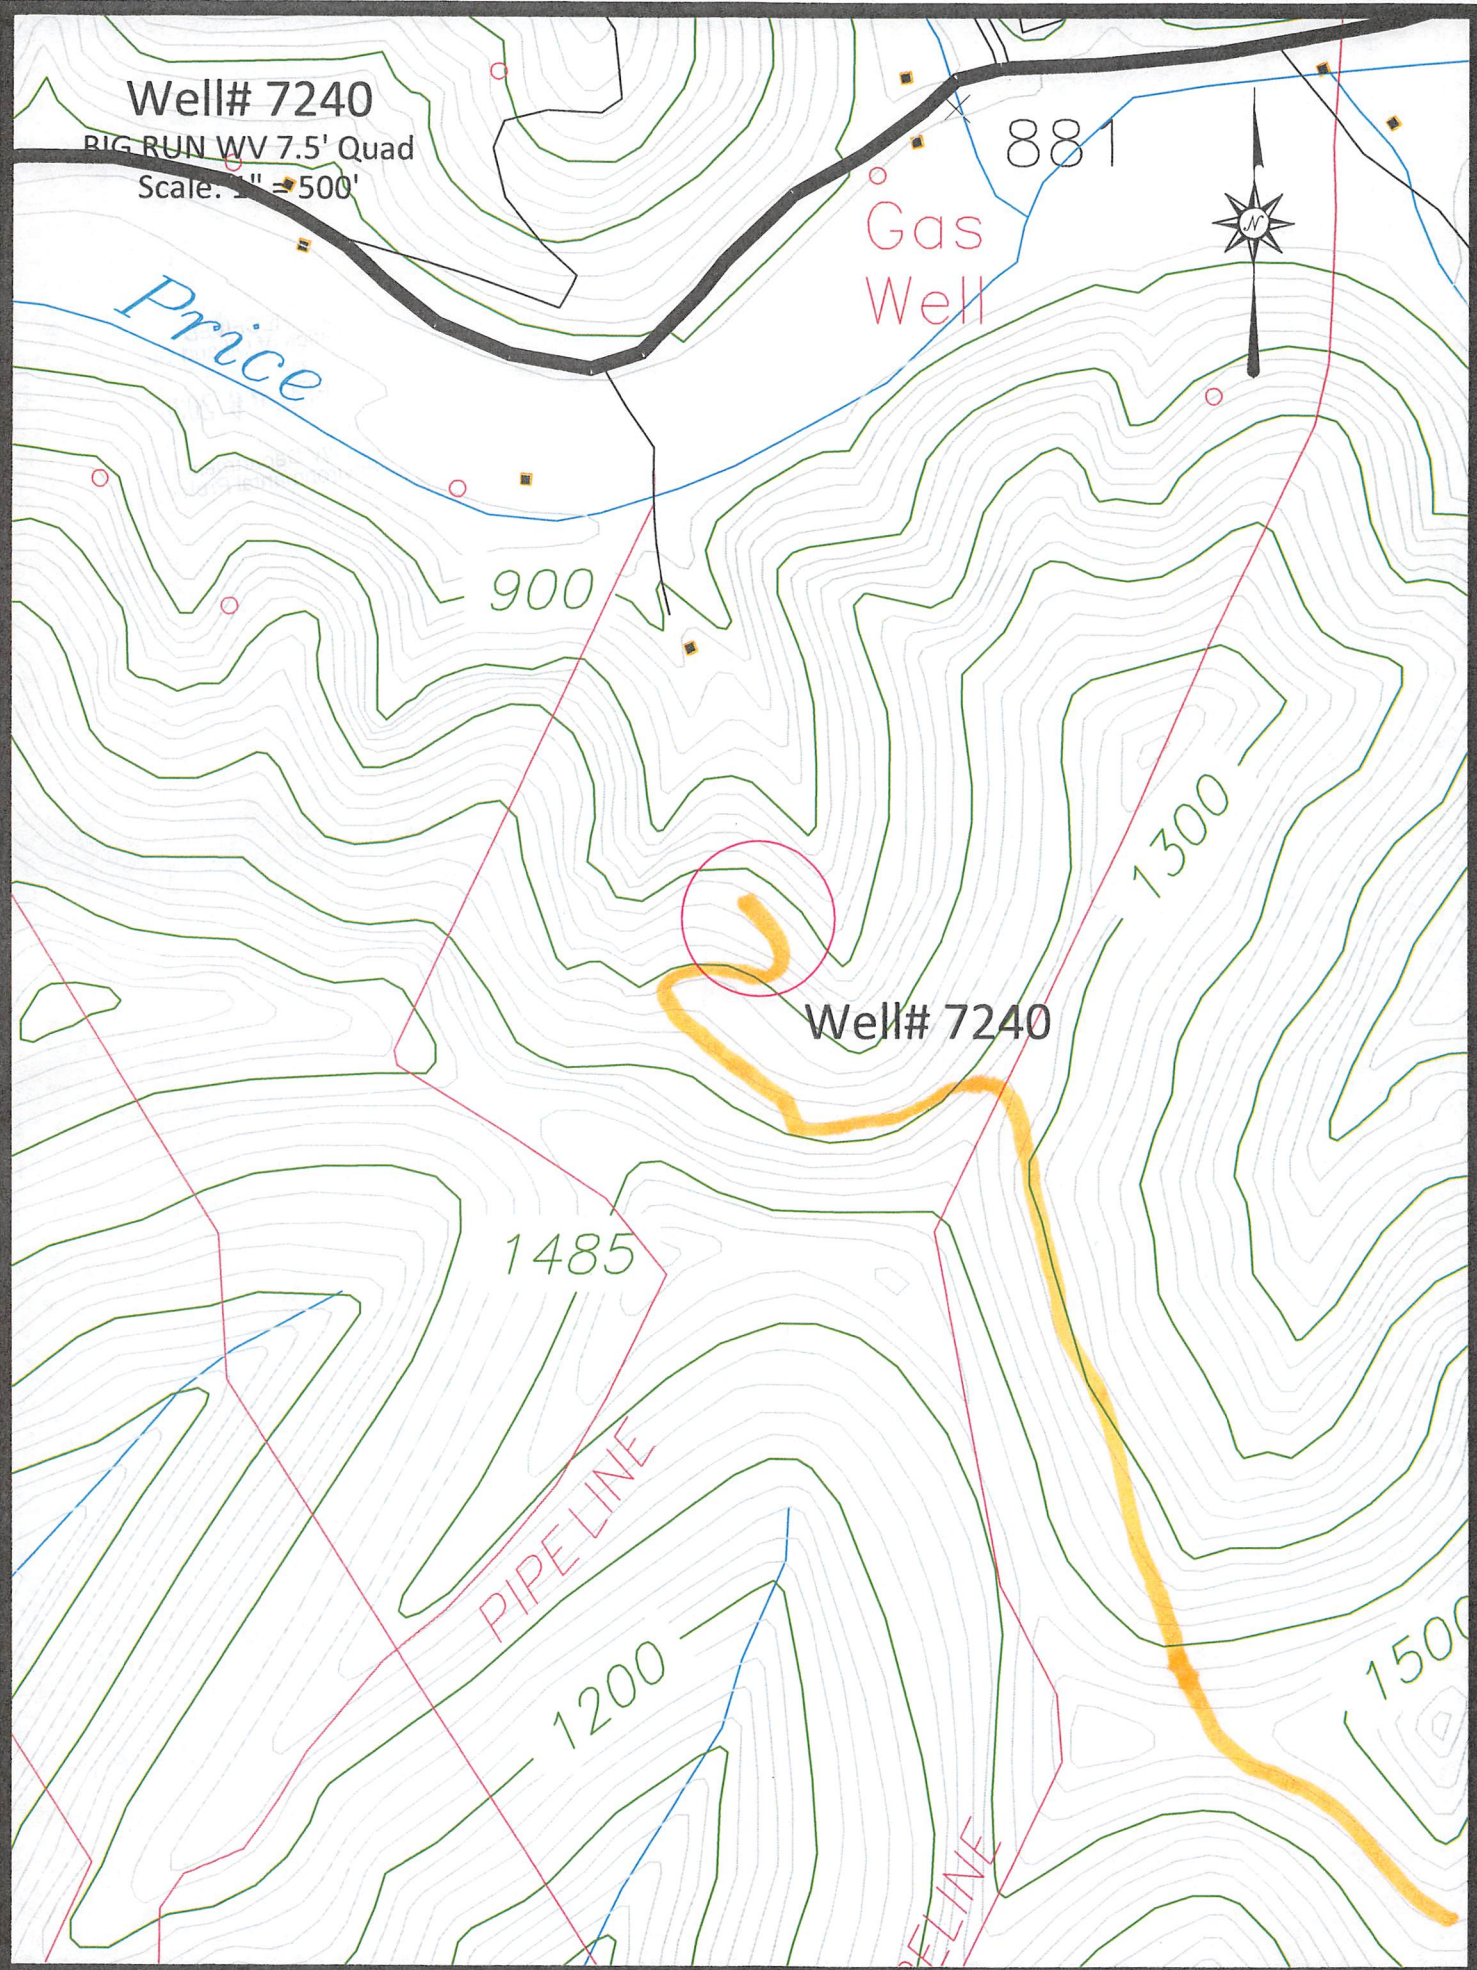 Well# 7240
BIG RUN WV 7.5' Quad
Scale: 1" = 500'
881
Gas
Well
N
Price
900
1300
Well# 7240
1485
PIPELINE
1200
1500
PELINE